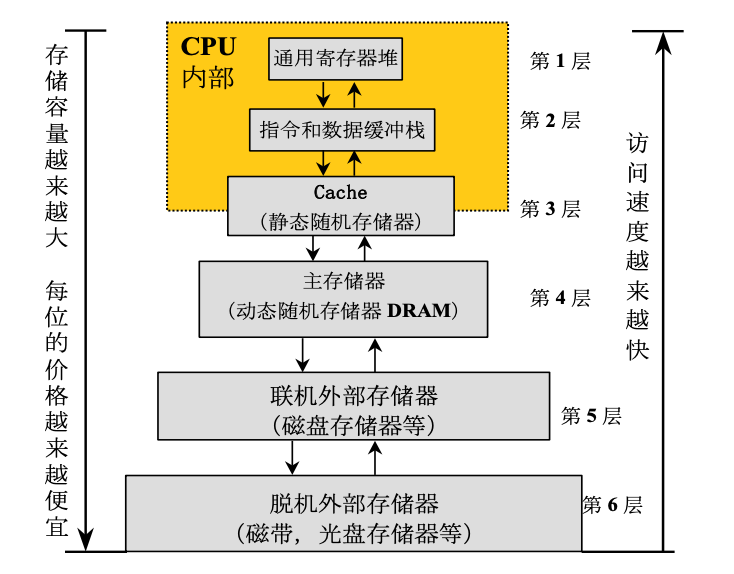 CPU
内部
通用寄存器堆
第1层
指令和数据缓冲栈
第2层
Cache
(静态随机存储器)
第3层
主存储器
(动态随机存储器 DRAM)
第4层
联机外部存储器
(磁盘存储器等)
第5层
脱机外部存储器
(磁带, 光盘存储器等)
第6层
存储容量越来越大 每位的价格越来越便宜
访问速度越来越快